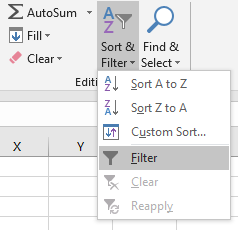 AutoSum
Fill
Clear
Sort &
Filter
Find &
Select
Editi
Sort A to Z
Sort Z to A
Custom Sort...
Filter
Clear
Reapply
X Y